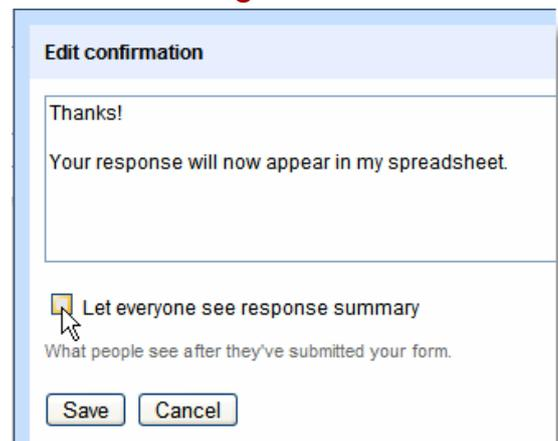 Edit confirmation
Thanks!
Your response will now appear in my spreadsheet.
Let everyone see response summary
What people see after they've submitted your form.
Save Cancel